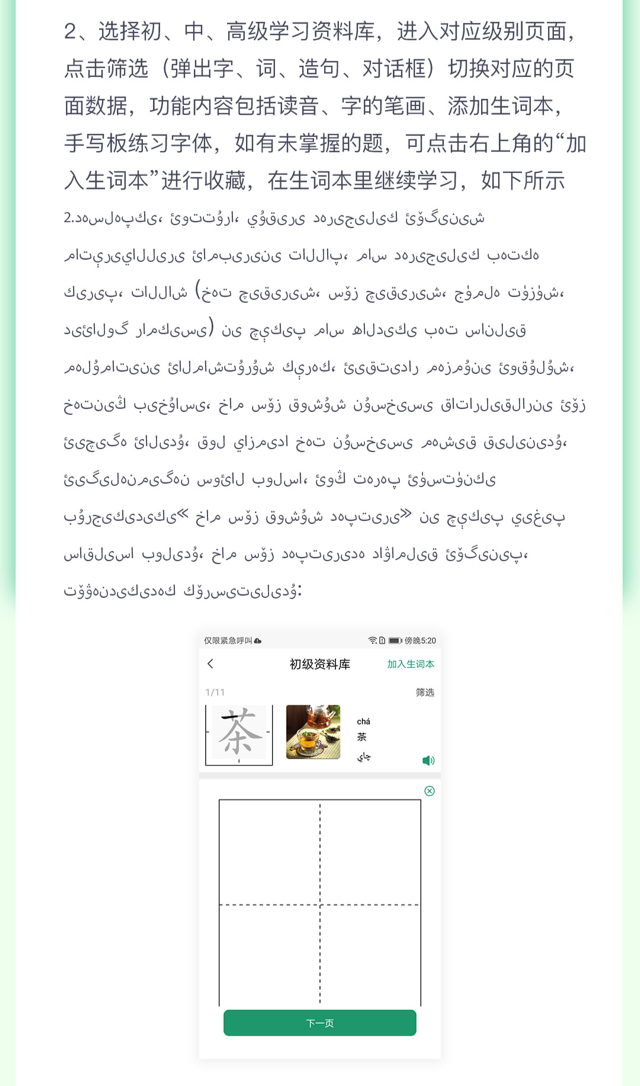 2、选择初、中、高级学习资料库，进入对应级别页面，
点击筛选（弹出字、词、造句、对话框）切换对应的页
面数据，功能内容包括读音、字的笔画、添加生词本，
手写板练习字体，如有未掌握的题，可点击右上角的“加
入生词本”进行收藏，在生词本里继续学习，如下所示
2.دەسلەپكى، ئوتتۇرا، يۇقىرى دەرىجىلىك ئۆگىنىش
ماتېرىياللىرى ئامبىرىنى تاللاپ، ماس دەرىجىلىك بەتكە
كىرىپ، تاللاش (خەت چىقىرىش، سۆز چىقىرىش، جۈملە تۈزۈش،
دىئالوگ رامكىسى) نى چېكىپ ماس ھالدىكى بەت سانلىق
مەلۇماتىنى ئالماشتۇرۇش كېرەك، ئىقتىدار مەزمۇنى ئوقۇلۇش،
خەتنىڭ بىخۇاسى، خام سۆز قوشۇش نۇسخىسى قاتارلىقلارنى ئۆز
ئىچىگە ئالىدۇ، قول يازمىدا خەت نۇسخىسى مەشىق قىلىنىدۇ،
ئىگىلەنمىگەن سوئال بولسا، ئوڭ تەرەپ ئۈستۈنكى
بۇرجىكىدىكى« خام سۆز قوشۇش دەپتىرى» نى چېكىپ يىغىپ
ساقلىسا بولىدۇ، خام سۆز دەپتىرىدە داۋاملىق ئۆگىنىپ،
تۆۋەندىكىدەك كۆرسىتىلىدۇ:
仅限紧急呼叫 傍晚5:20
初级资料库 加入生词本
1/11 筛选
茶
chá
茶
چاي
下一页